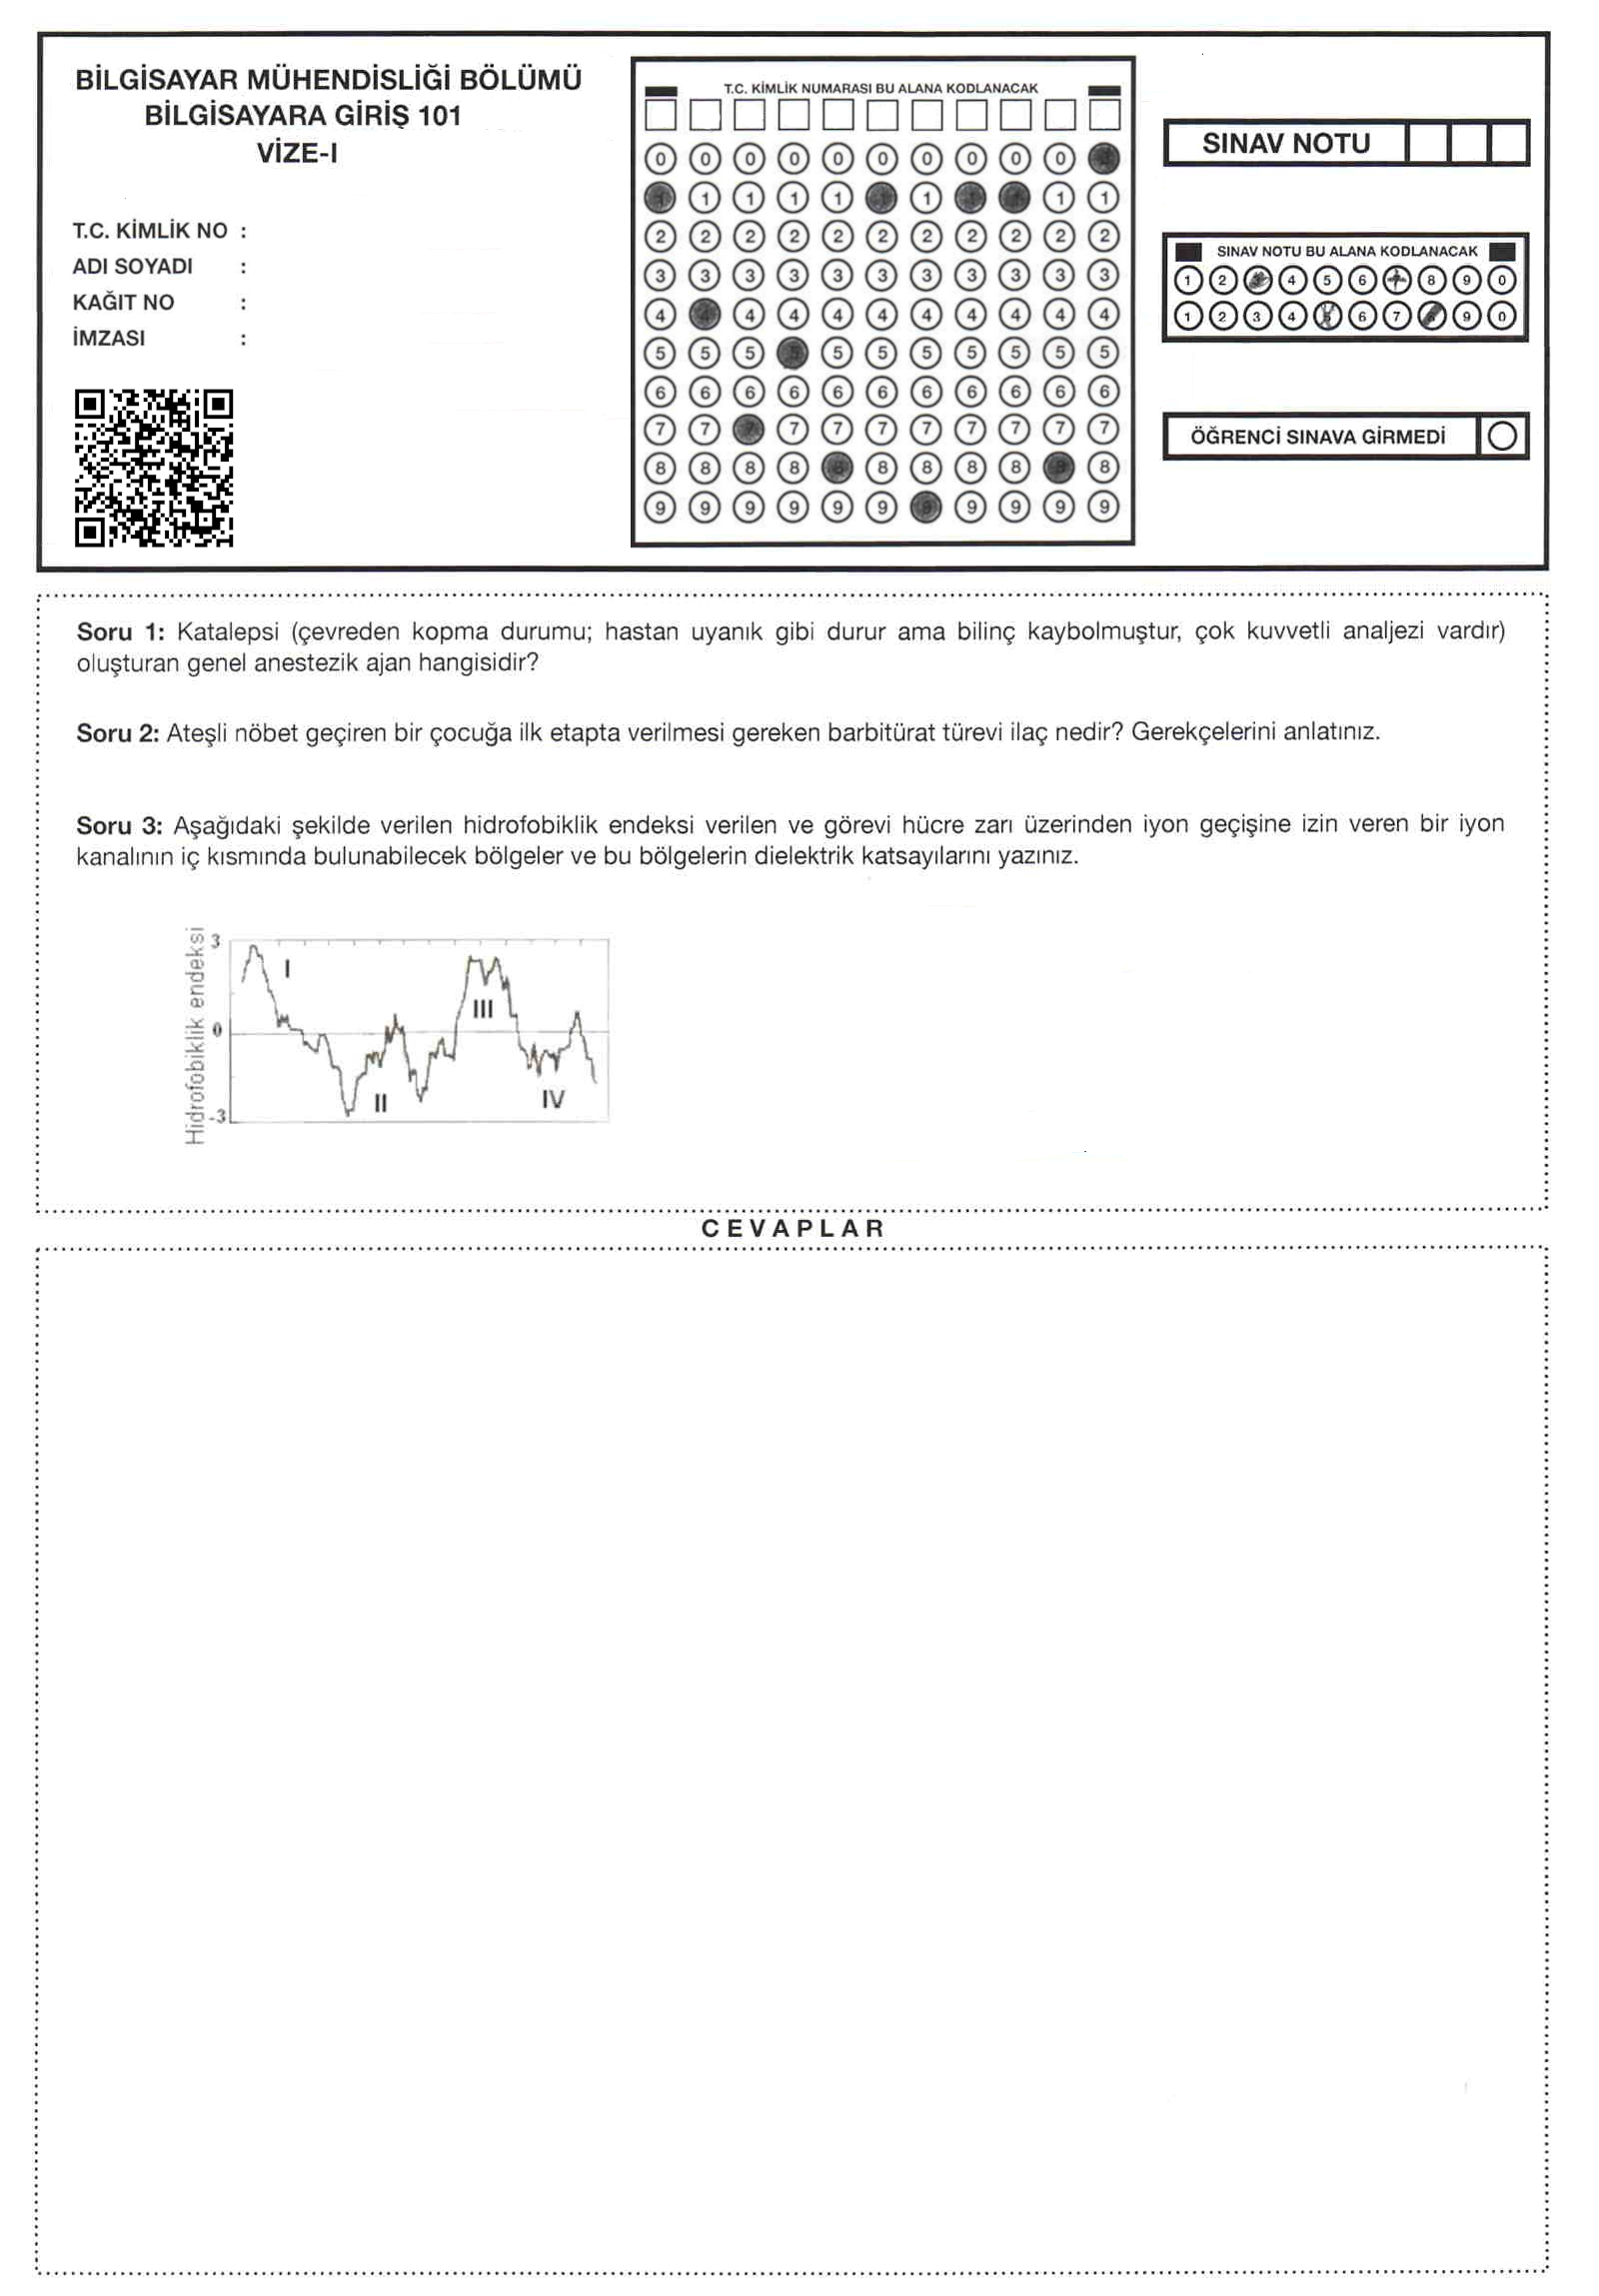 BİLGİSAYAR MÜHENDİSLİĞİ BÖLÜMÜ
BİLGİSAYARA GİRİŞ 101
VİZE-I
T.C. KİMLİK NO :
ADI SOYADI :
KAĞIT NO :
İMZASI :
T.C. KİMLİK NUMARASI BU ALANA KODLANACAK
0 0 0 0 0 0 0 0 0 0
1 1 1 1 1 1 1
2 2 2 2 2 2 2 2 2 2 2
3 3 3 3 3 3 3 3 3 3 3
4 4 4 4 4 4 4 4 4 4 4
5 5 5 5 5 5 5 5 5 5 5
6 6 6 6 6 6 6 6 6 6 6
7 7 7 7 7 7 7 7 7 7 7
8 8 8 8 8 8 8 8 8 8
9 9 9 9 9 9 9 9 9 9
SINAV NOTU
SINAV NOTU BU ALANA KODLANACAK
1 2 4 5 6 8 9 0
1 2 3 4 6 7 9 0
ÖĞRENCİ SINAVA GİRMEDİ
Soru 1: Katalepsi (çevreden kopma durumu; hastan uyanık gibi durur ama bilinç kaybolmuştur, çok kuvvetli analjezi vardır)
oluşturan genel anestezik ajan hangisidir?
Soru 2: Ateşli nöbet geçiren bir çocuğa ilk etapta verilmesi gereken barbitürat türevi ilaç nedir? Gerekçelerini anlatınız.
Soru 3: Aşağıdaki şekilde verilen hidrofobiklik endeksi verilen ve görevi hücre zarı üzerinden iyon geçişine izin veren bir iyon
kanalının iç kısmında bulunabilecek bölgeler ve bu bölgelerin dielektrik katsayılarını yazınız.
Hidrofobiklik endeksi
3
0
-3
I
II
III
IV
CEVAPLAR